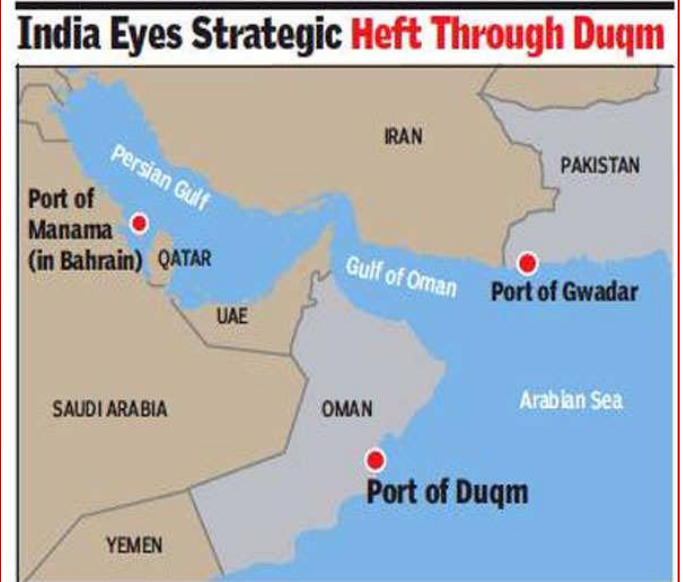 India Eyes Strategic Heft Through Duqm
IRAN
PAKISTAN
Persian Gulf
Port of
Manama
(in Bahrain)
QATAR
Gulf of Oman
Port of Gwadar
UAE
SAUDI ARABIA
OMAN
Arabian Sea
Port of Duqm
YEMEN